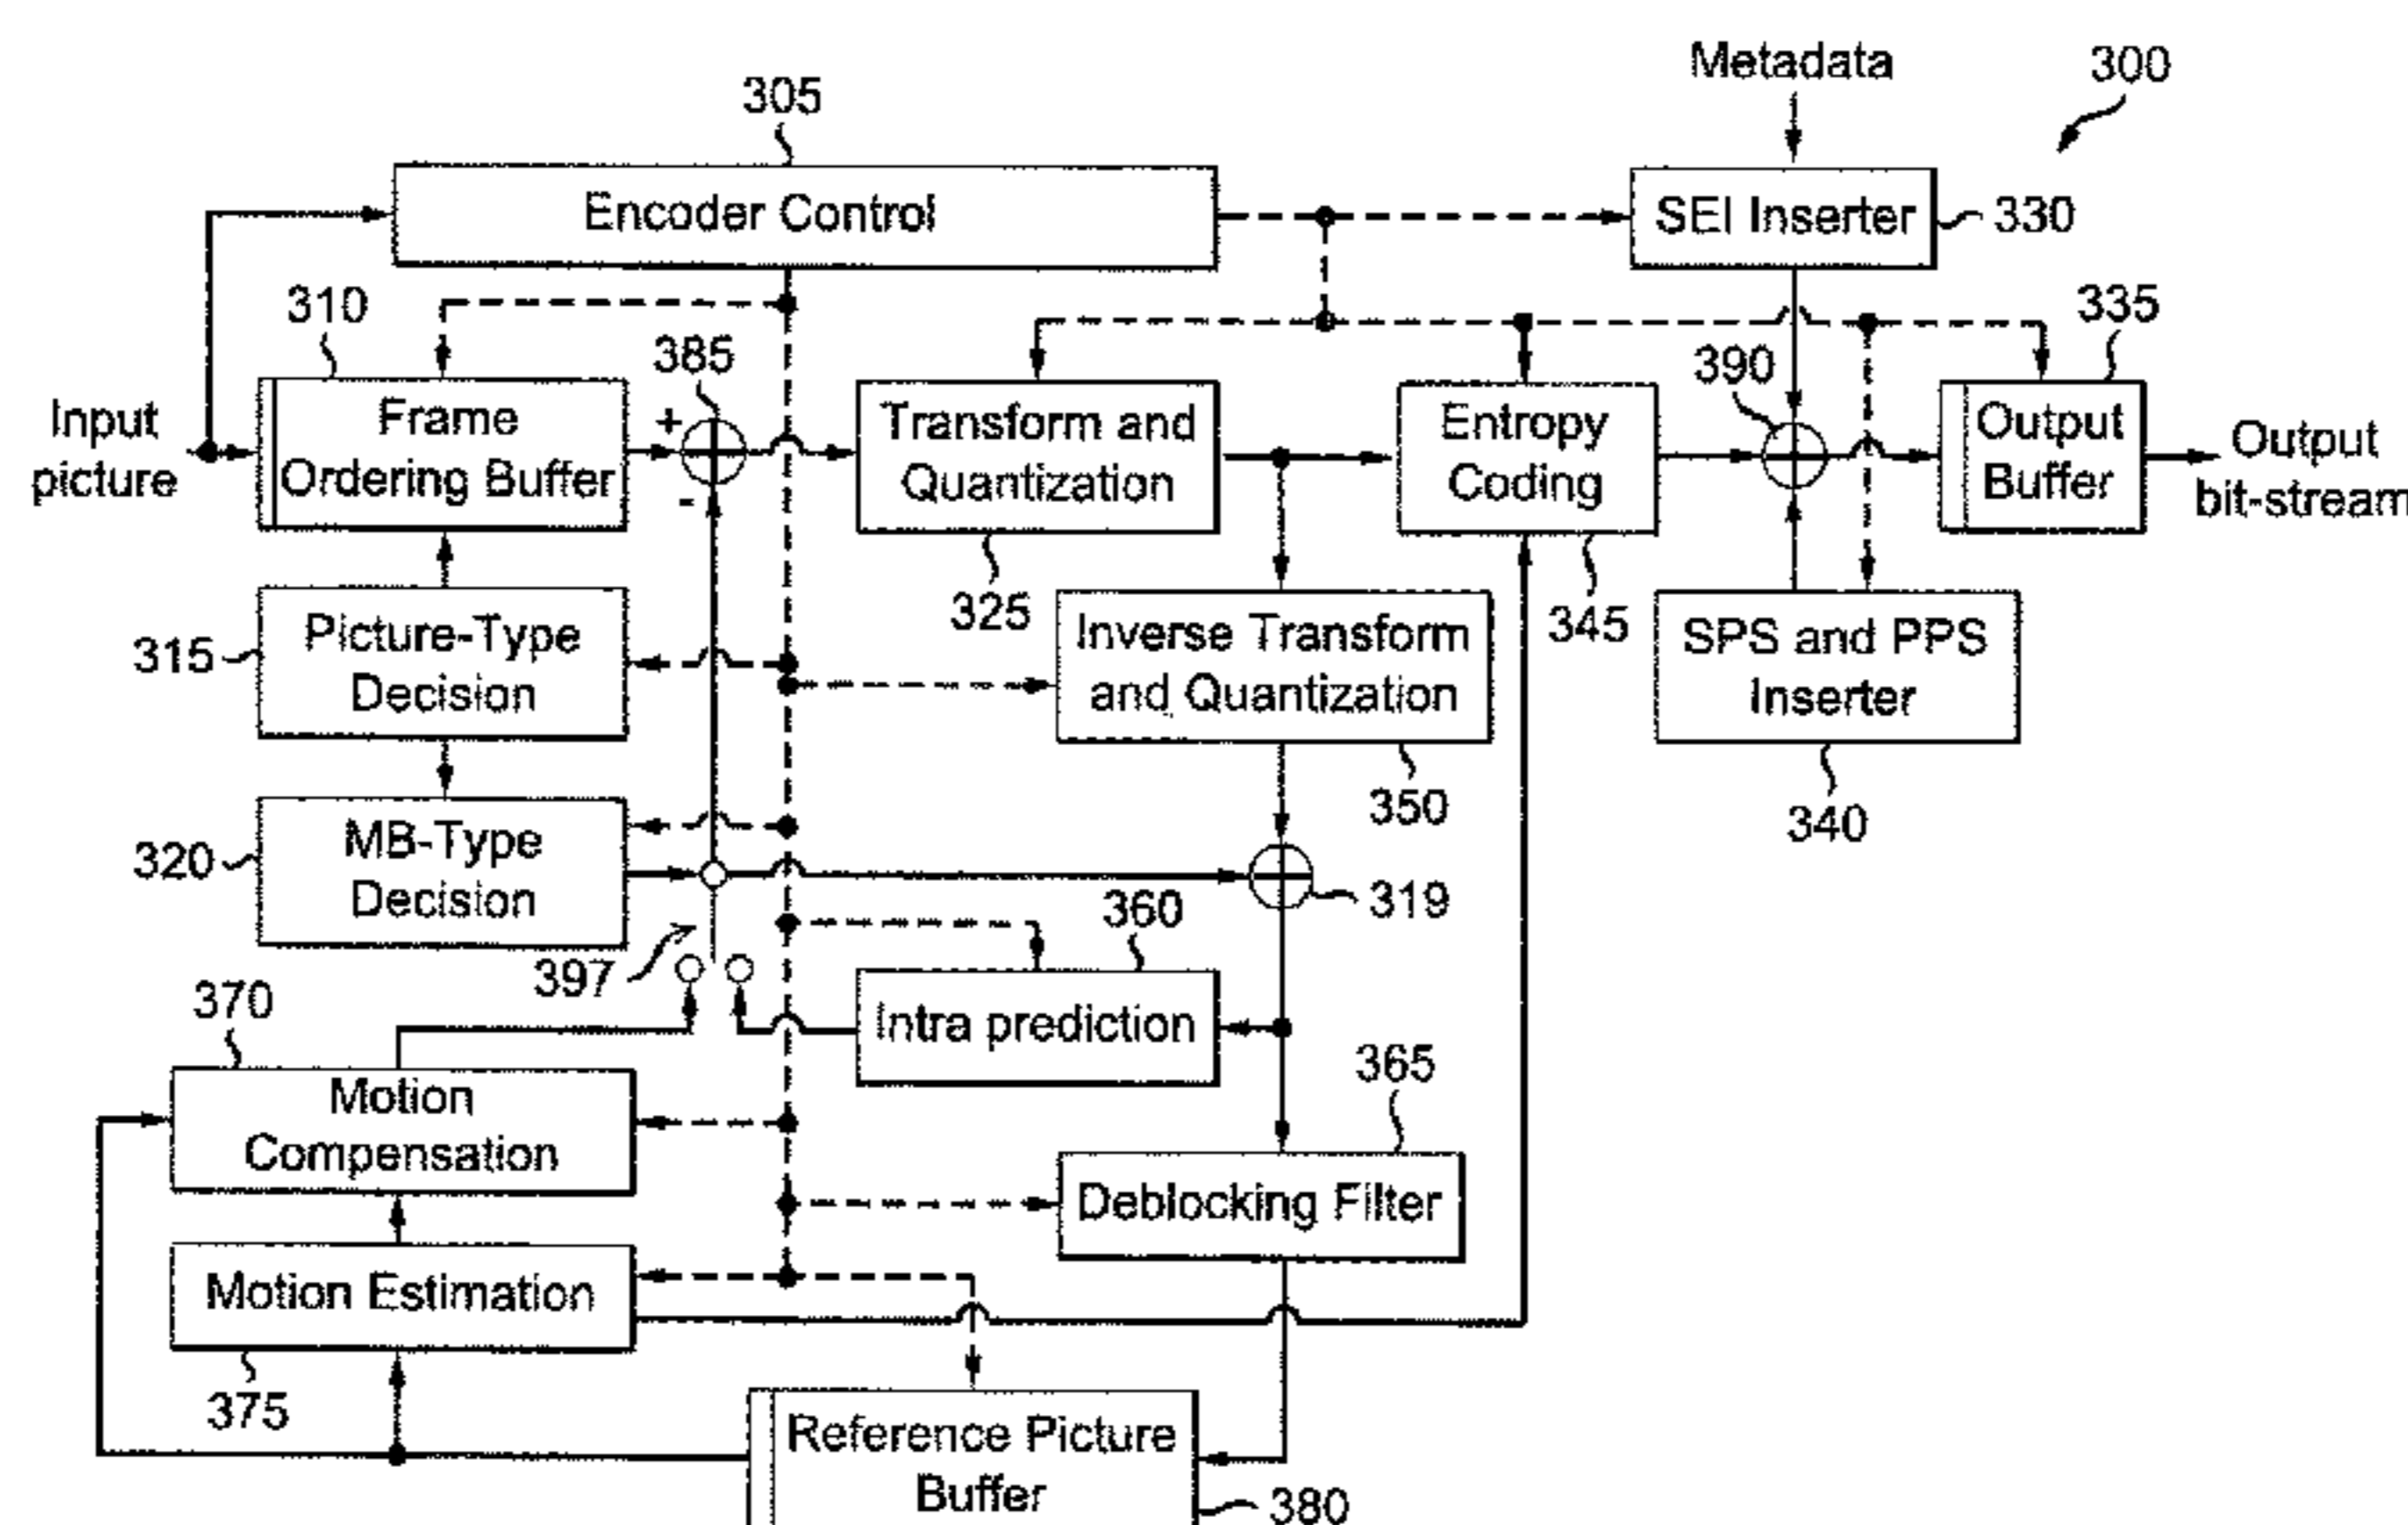 Metadata
300
305
Encoder Control
SEI Inserter
330
310
385
390
335
Input
picture
Frame
Ordering Buffer
+
-
Transform and
Quantization
Entropy
Coding
Output
Buffer
Output
bit-stream
325
345
315
Picture-Type
Decision
Inverse Transform
and Quantization
SPS and PPS
Inserter
350
340
320
MB-Type
Decision
319
397
360
370
Intra prediction
365
Motion
Compensation
Deblocking Filter
Motion Estimation
375
Reference Picture
Buffer
380